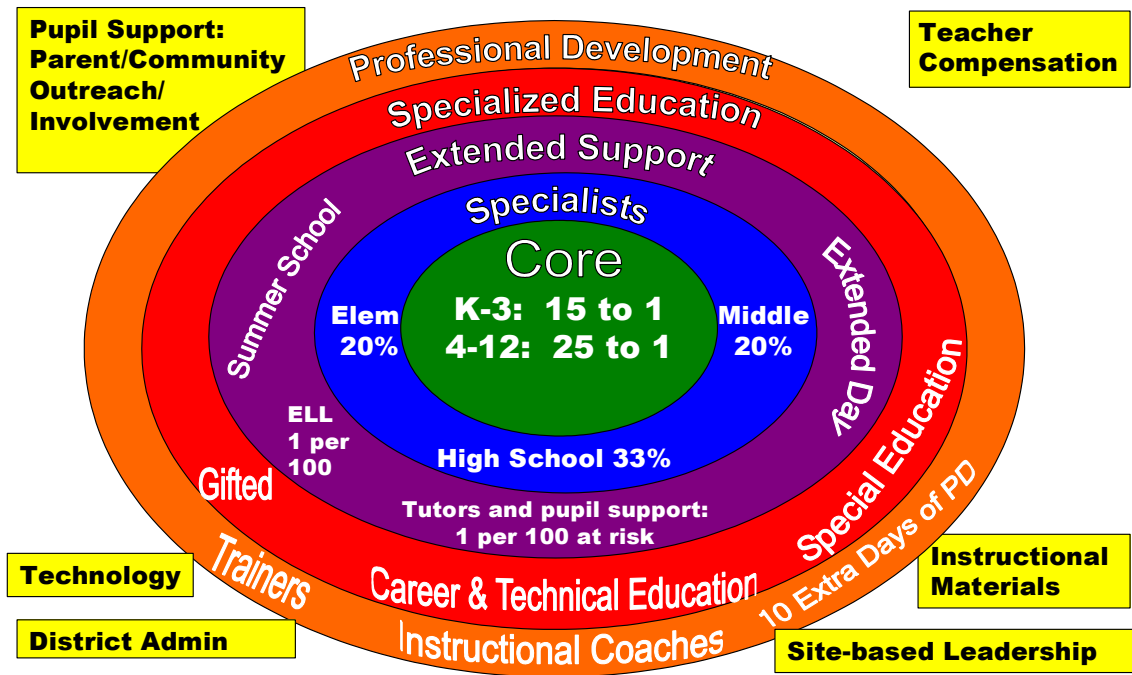 Pupil Support:
Parent/Community
Outreach/
Involvement
Teacher
Compensation
Professional Development
Specialized Education
Extended Support
Specialists
Core
K-3: 15 to 1
4-12: 25 to 1
Elem
20%
Middle
20%
High School 33%
Summer School
Extended Day
ELL
1 per
100
Tutors and pupil support:
1 per 100 at risk
Gifted
Career & Technical Education
Special Education
Trainers
Instructional Coaches
10 Extra Days of PD
Technology
District Admin
Instructional
Materials
Site-based Leadership